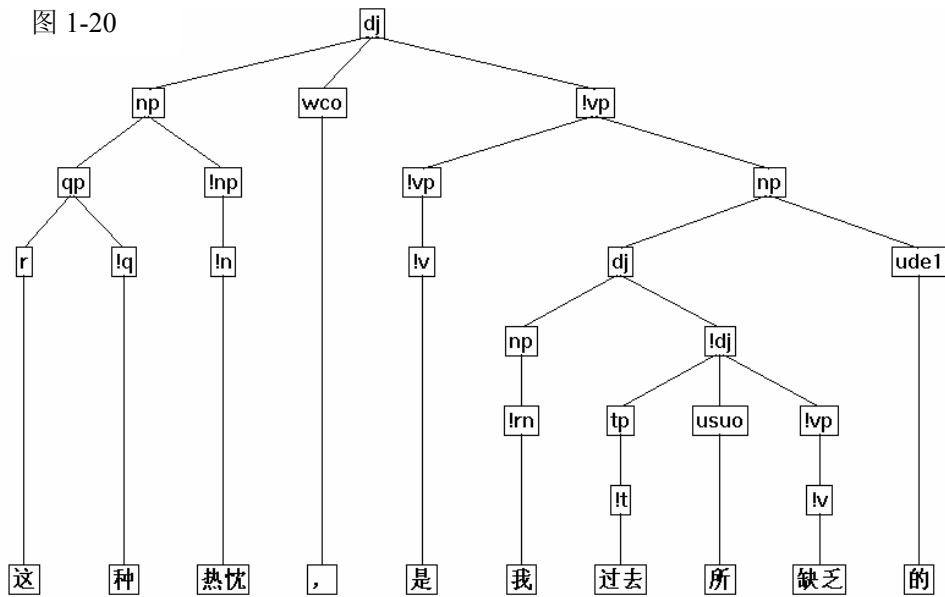 图 1-20
dj
np wco !vp
qp !np !vp np
r !q !n !v dj ude1
np !dj
!rn tp usuo !vp
!t !v
这 种 热忱 ， 是 我 过去 所 缺乏 的